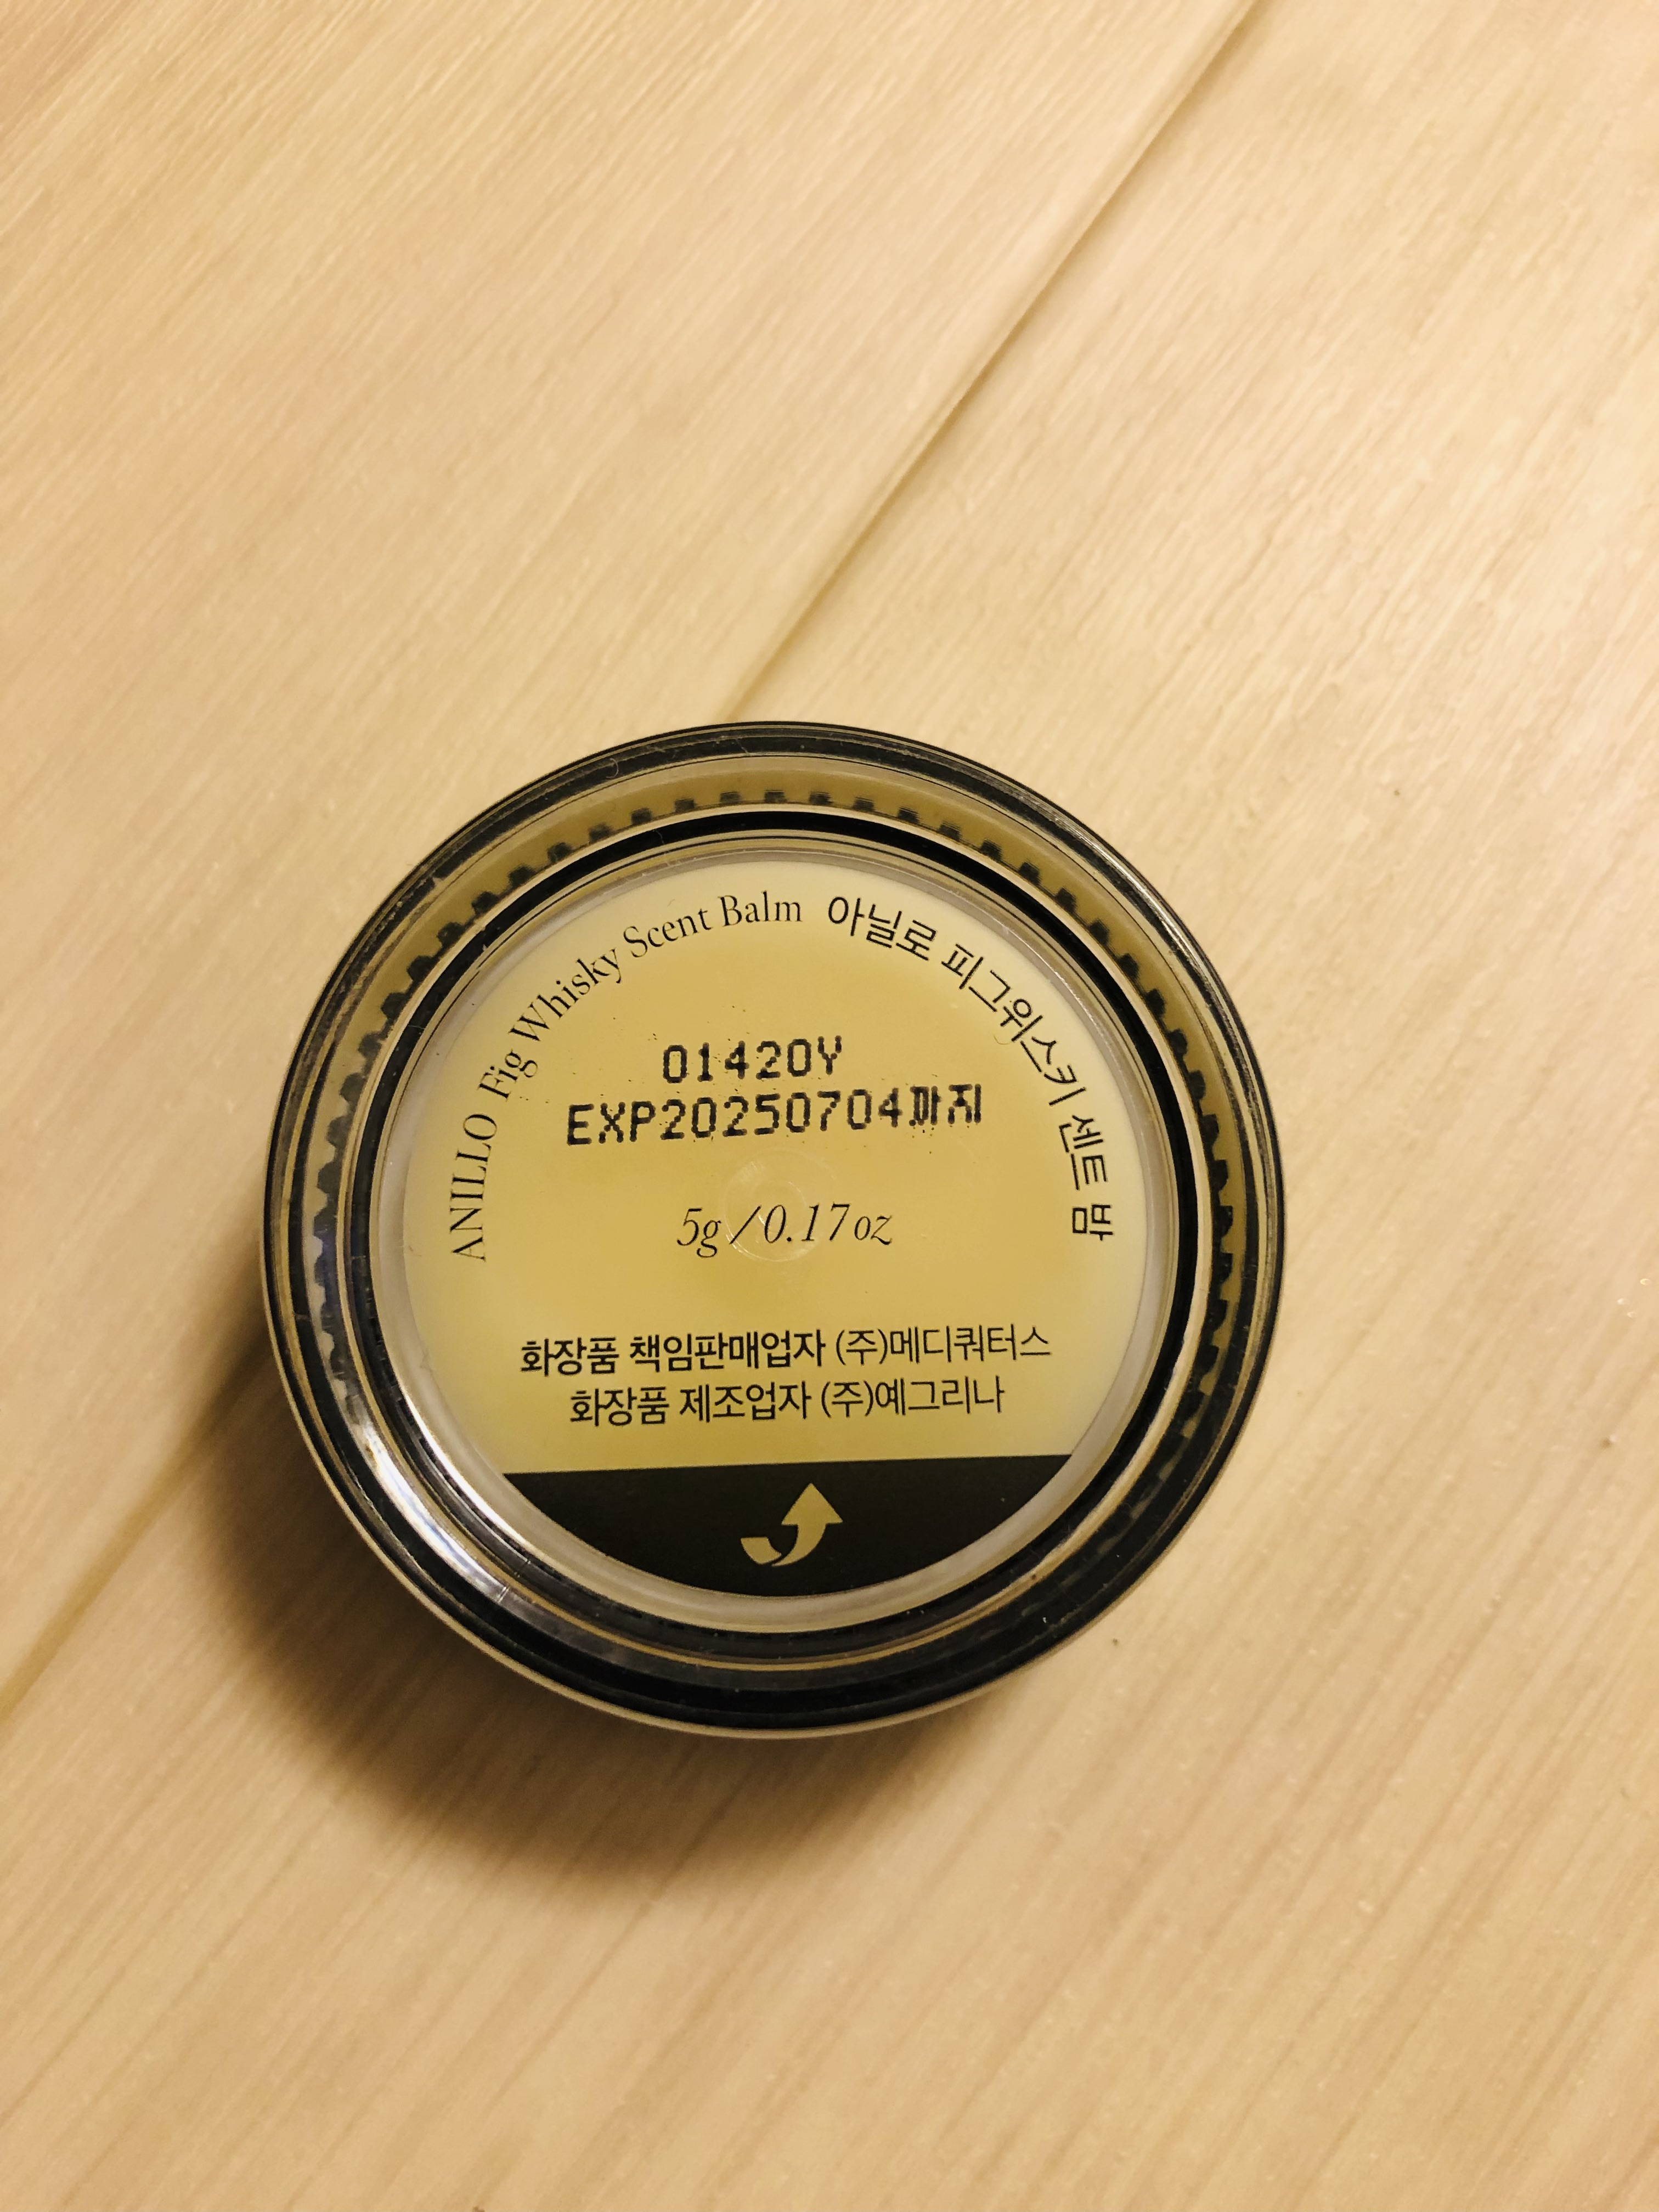 ANILLO Fig Whisky Scent Balm 아닐로 피그위스키 센트 밤
01420Y
EXP20250704까지
5g/0.17oz
화장품 책임판매업자 (주)메디쿼터스
화장품 제조업자 (주)예그리나